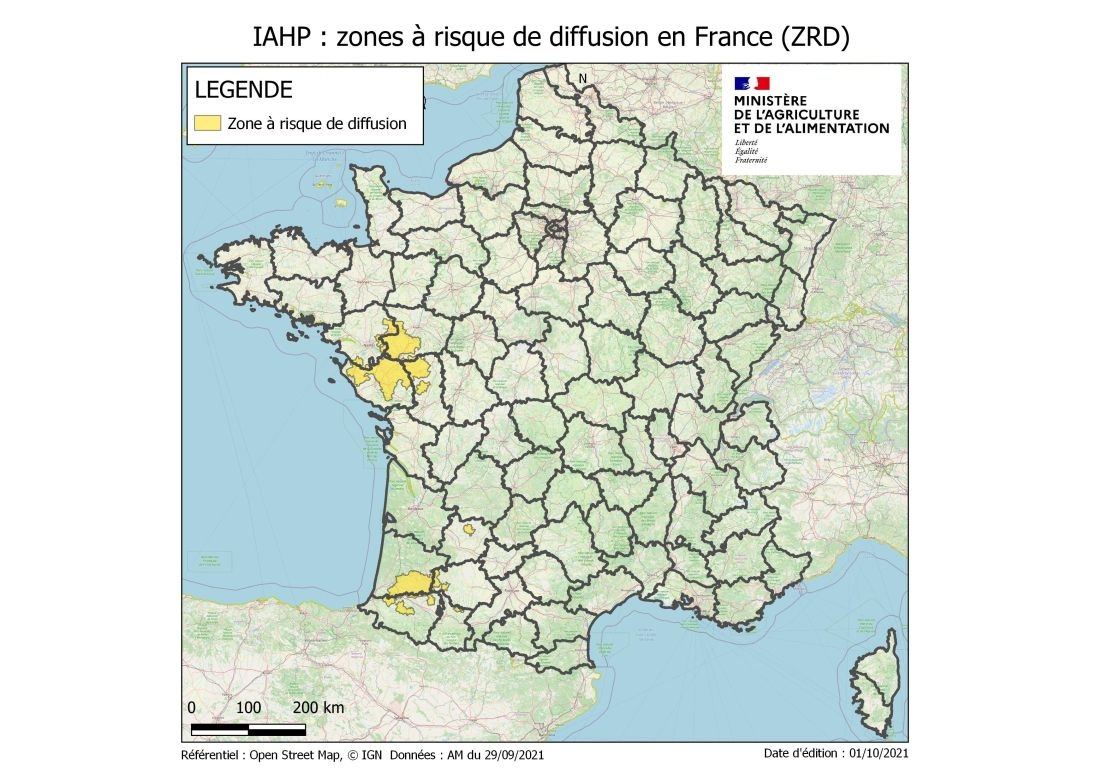 IAHP : zones à risque de diffusion en France (ZRD)
LEGENDE
Zone à risque de diffusion
N
MINISTÈRE
DE L'AGRICULTURE
ET DE L'ALIMENTATION
Liberté
Égalité
Fraternité
0 100 200 km
Référentiel : Open Street Map, © IGN Données : AM du 29/09/2021
Date d'édition : 01/10/2021